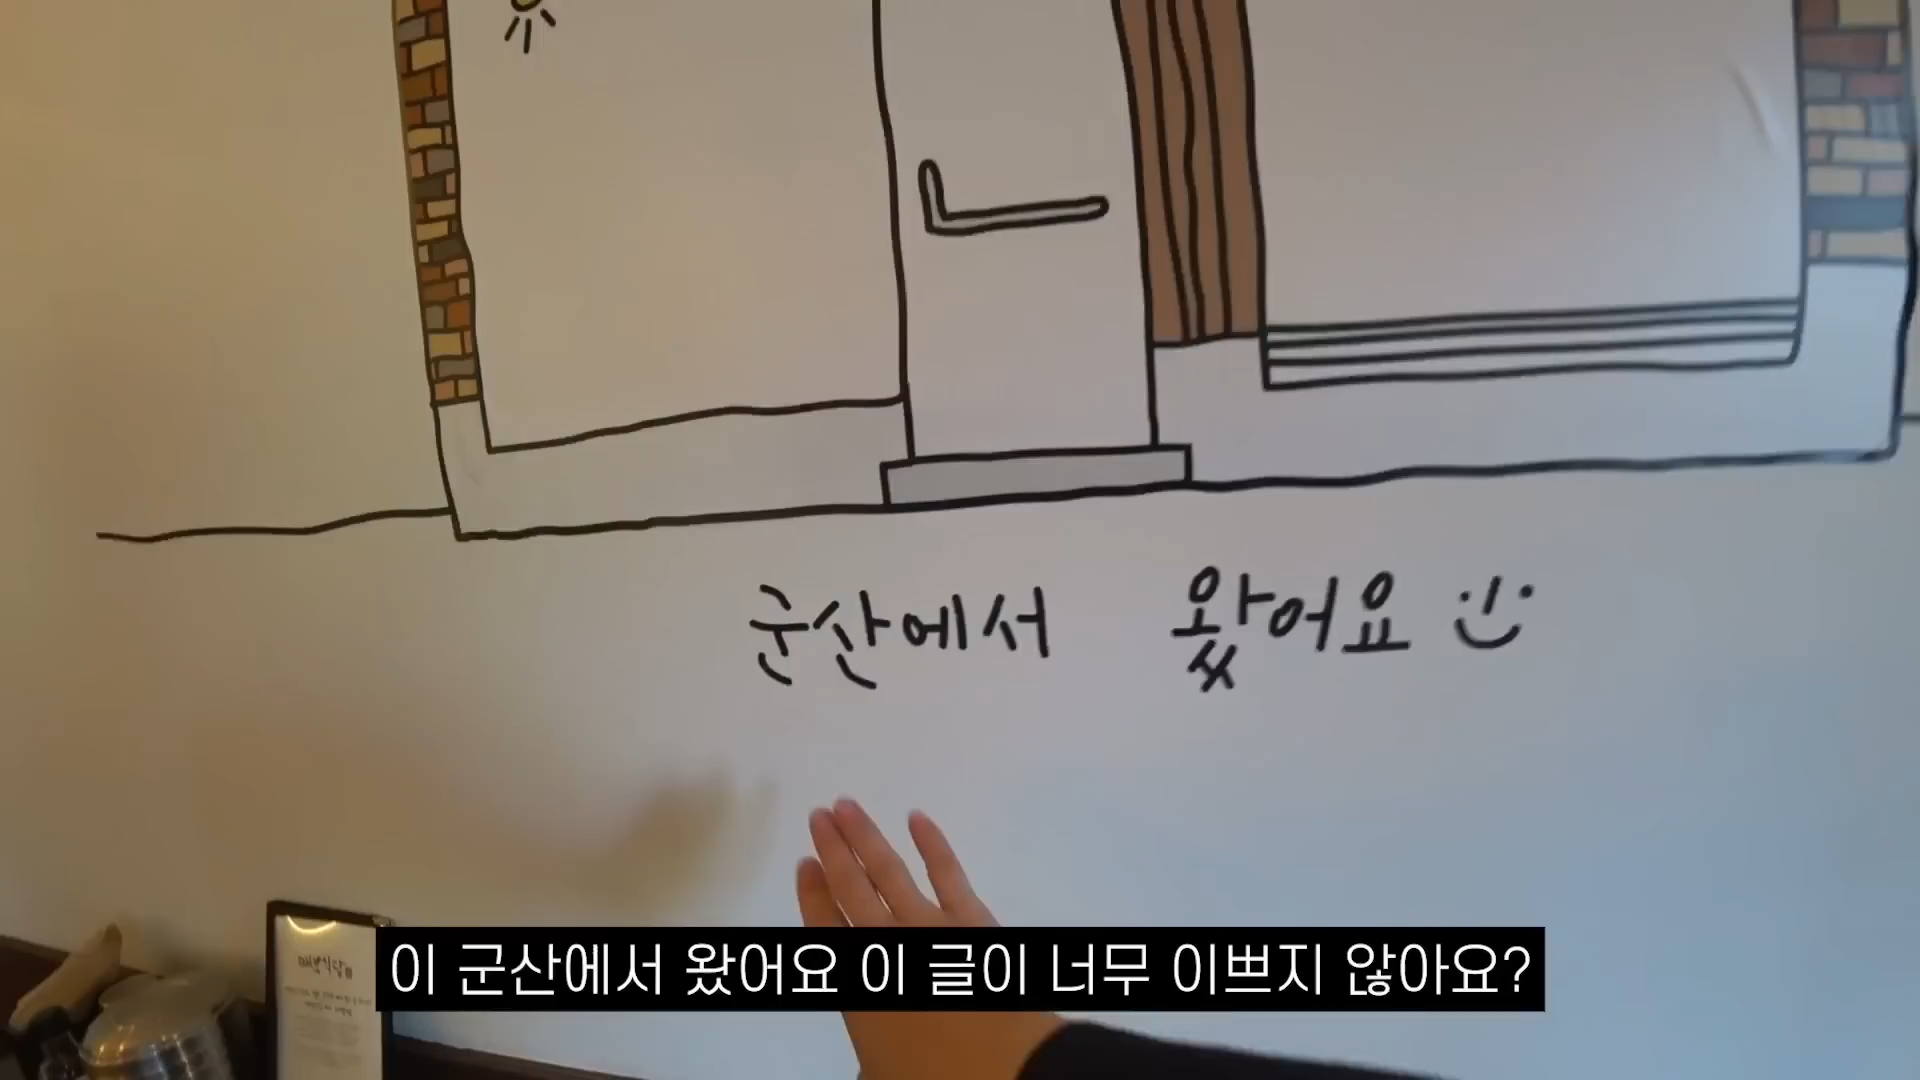 군산에서 왔어요
이 군산에서 왔어요 이 글이 너무 이쁘지 않아요?